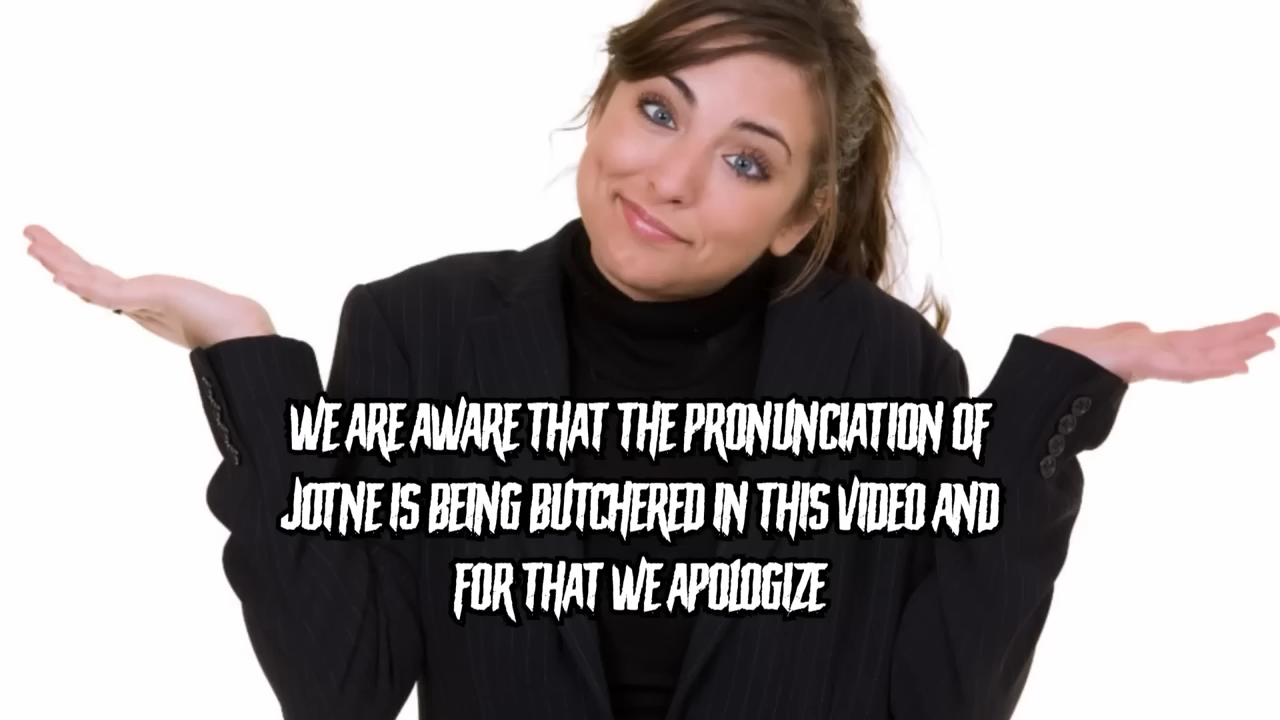 WE ARE AWARE THAT THE PRONUNCIATION OF
JOTNE IS BEING BUTCHERED IN THIS VIDEO AND
FOR THAT WE APOLOGIZE